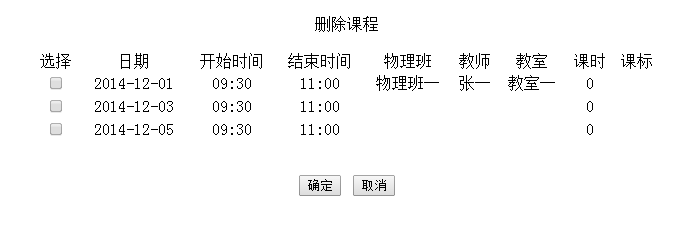 删除课程
选择 日期 开始时间 结束时间 物理班 教师 教室 课时 课标
2014-12-01 09:30 11:00 物理班一 张一 教室一 0
2014-12-03 09:30 11:00 0
2014-12-05 09:30 11:00 0
确定 取消